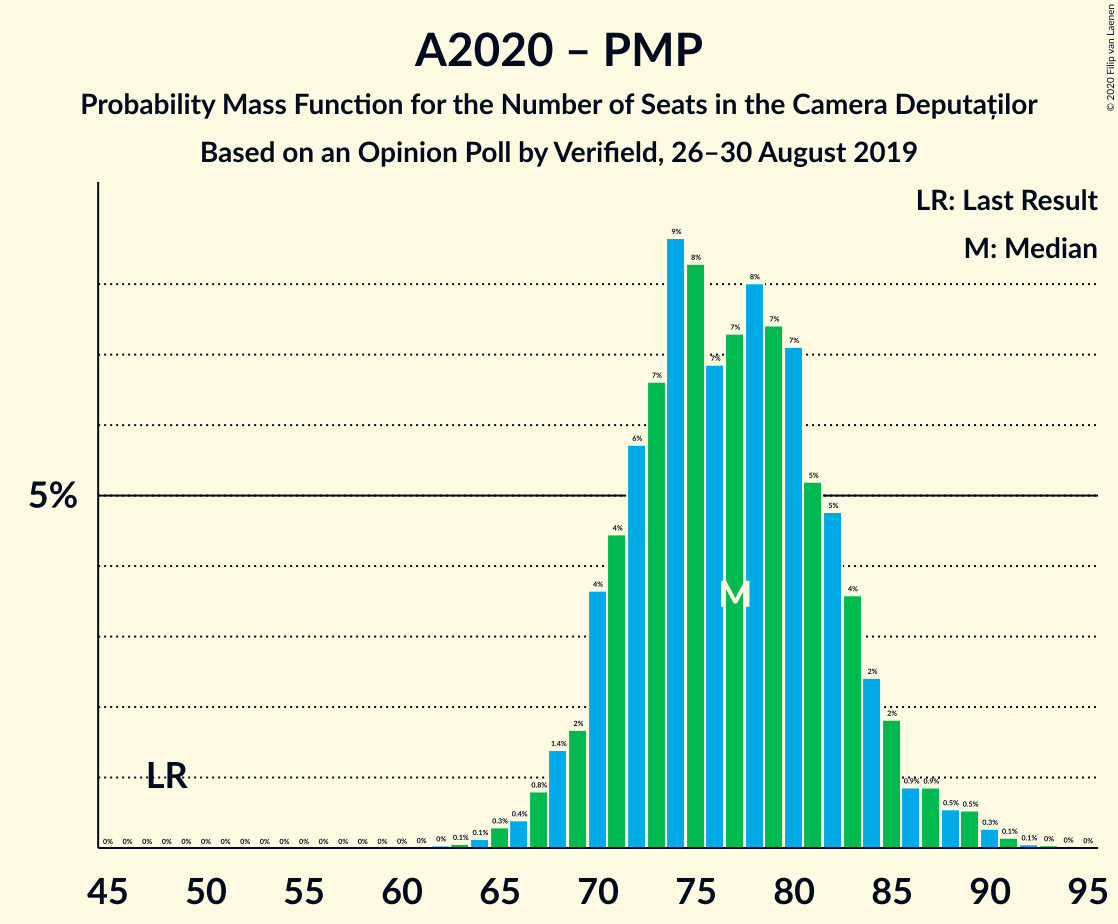 A2020 – PMP
Probability Mass Function for the Number of Seats in the Camera Deputaților
Based on an Opinion Poll by Verifield, 26–30 August 2019
© 2020 Filip van Laenen
LR: Last Result
M: Median
5%
LR
M
0% 0% 0% 0% 0% 0% 0% 0% 0% 0% 0% 0% 0% 0% 0% 0% 0% 0% 0.1% 0.1% 0.3% 0.4% 0.8% 1.4% 2% 4% 4% 6% 7% 9% 8% 7% 7% 8% 7% 7% 5% 5% 4% 2% 2% 0.9% 0.9% 0.5% 0.5% 0.3% 0.1% 0.1% 0% 0% 0%
45 50 55 60 65 70 75 80 85 90 95